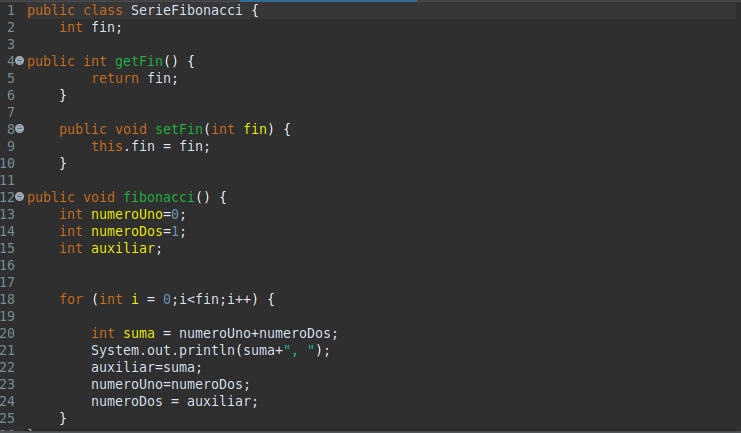 1 public class SerieFibonacci {
2     int fin;
3
4 public int getFin() {
5         return fin;
6     }
7
8     public void setFin(int fin) {
9         this.fin = fin;
10     }
11
12 public void fibonacci() {
13     int numeroUno=0;
14     int numeroDos=1;
15     int auxiliar;
16
17
18     for (int i = 0;i<fin;i++) {
19
20         int suma = numeroUno+numeroDos;
21         System.out.println(suma+", ");
22         auxiliar=suma;
23         numeroUno=numeroDos;
24         numeroDos = auxiliar;
25     }